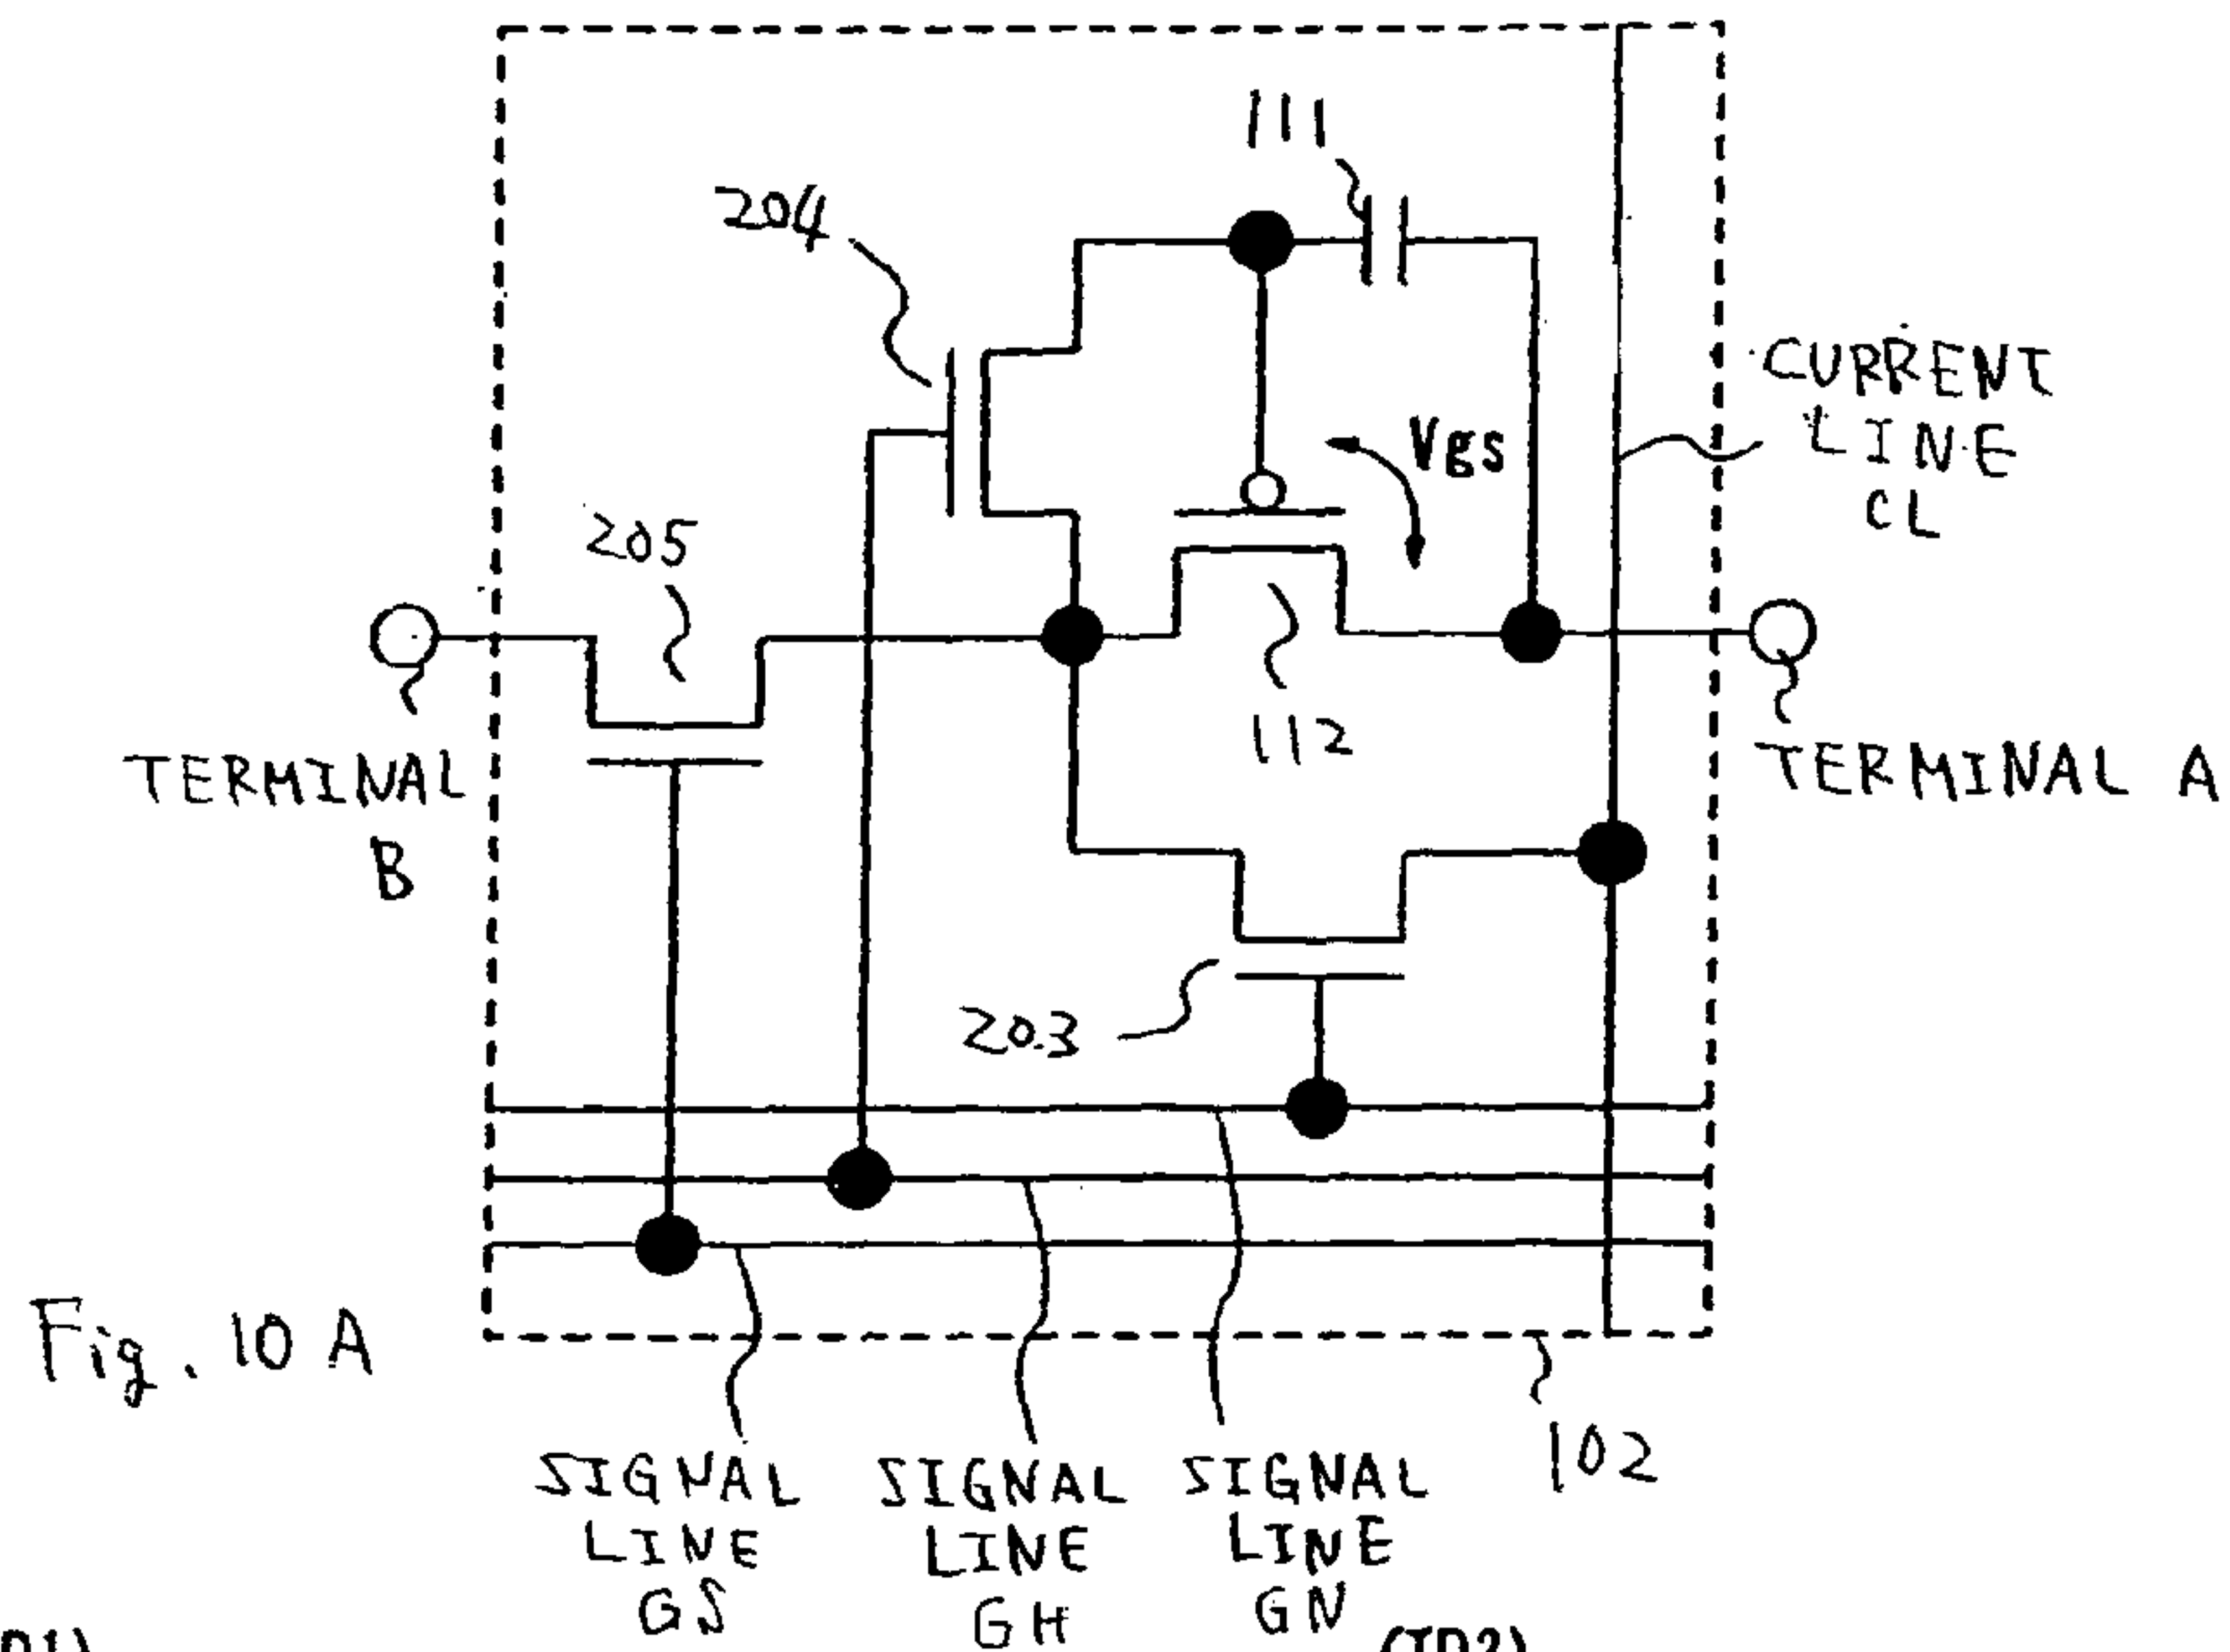 111
204
CURRENT
LINE
CL
Vgs
205
112
TERMINAL
B
TERMINAL A
203
Fig. 10 A
102
SIGNAL
LINE
GS
SIGNAL
LINE
GH
SIGNAL
LINE
GN